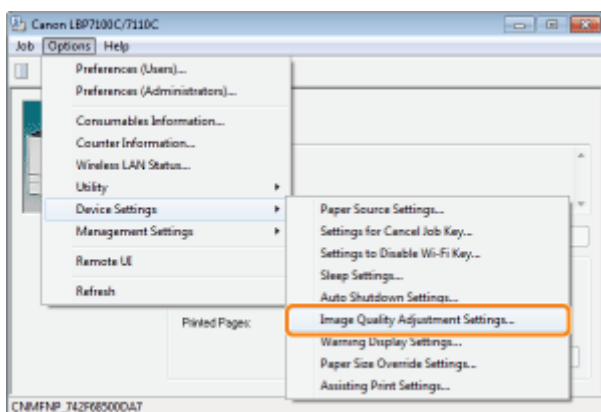 Canon LBP7100C/7110C
Job Options Help
Preferences (Users)...
Preferences (Administrators)...
Consumables Information...
Counter Information...
Wireless LAN Status...
Utility
Device Settings
Management Settings
Remote UI
Refresh
Paper Source Settings...
Settings for Cancel Job Key...
Settings to Disable Wi-Fi Key...
Sleep Settings...
Auto Shutdown Settings...
Image Quality Adjustment Settings...
Warning Display Settings...
Paper Size Override Settings...
Assisting Print Settings...
Printed Pages:
CNMFNP_742F68500DA7